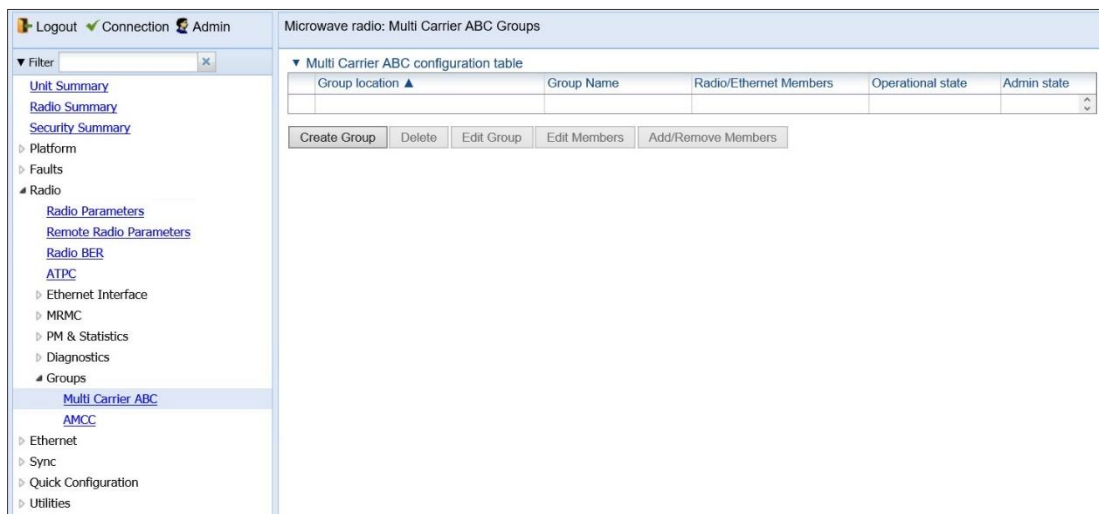 Logout Connection Admin
Microwave radio: Multi Carrier ABC Groups
Filter
Unit Summary
Radio Summary
Security Summary
Platform
Faults
Radio
Radio Parameters
Remote Radio Parameters
Radio BER
ATPC
Ethernet Interface
MRMC
PM & Statistics
Diagnostics
Groups
Multi Carrier ABC
AMCC
Ethernet
Sync
Quick Configuration
Utilities
Multi Carrier ABC configuration table
Group location ▲ Group Name Radio/Ethernet Members Operational state Admin state
Create Group Delete Edit Group Edit Members Add/Remove Members